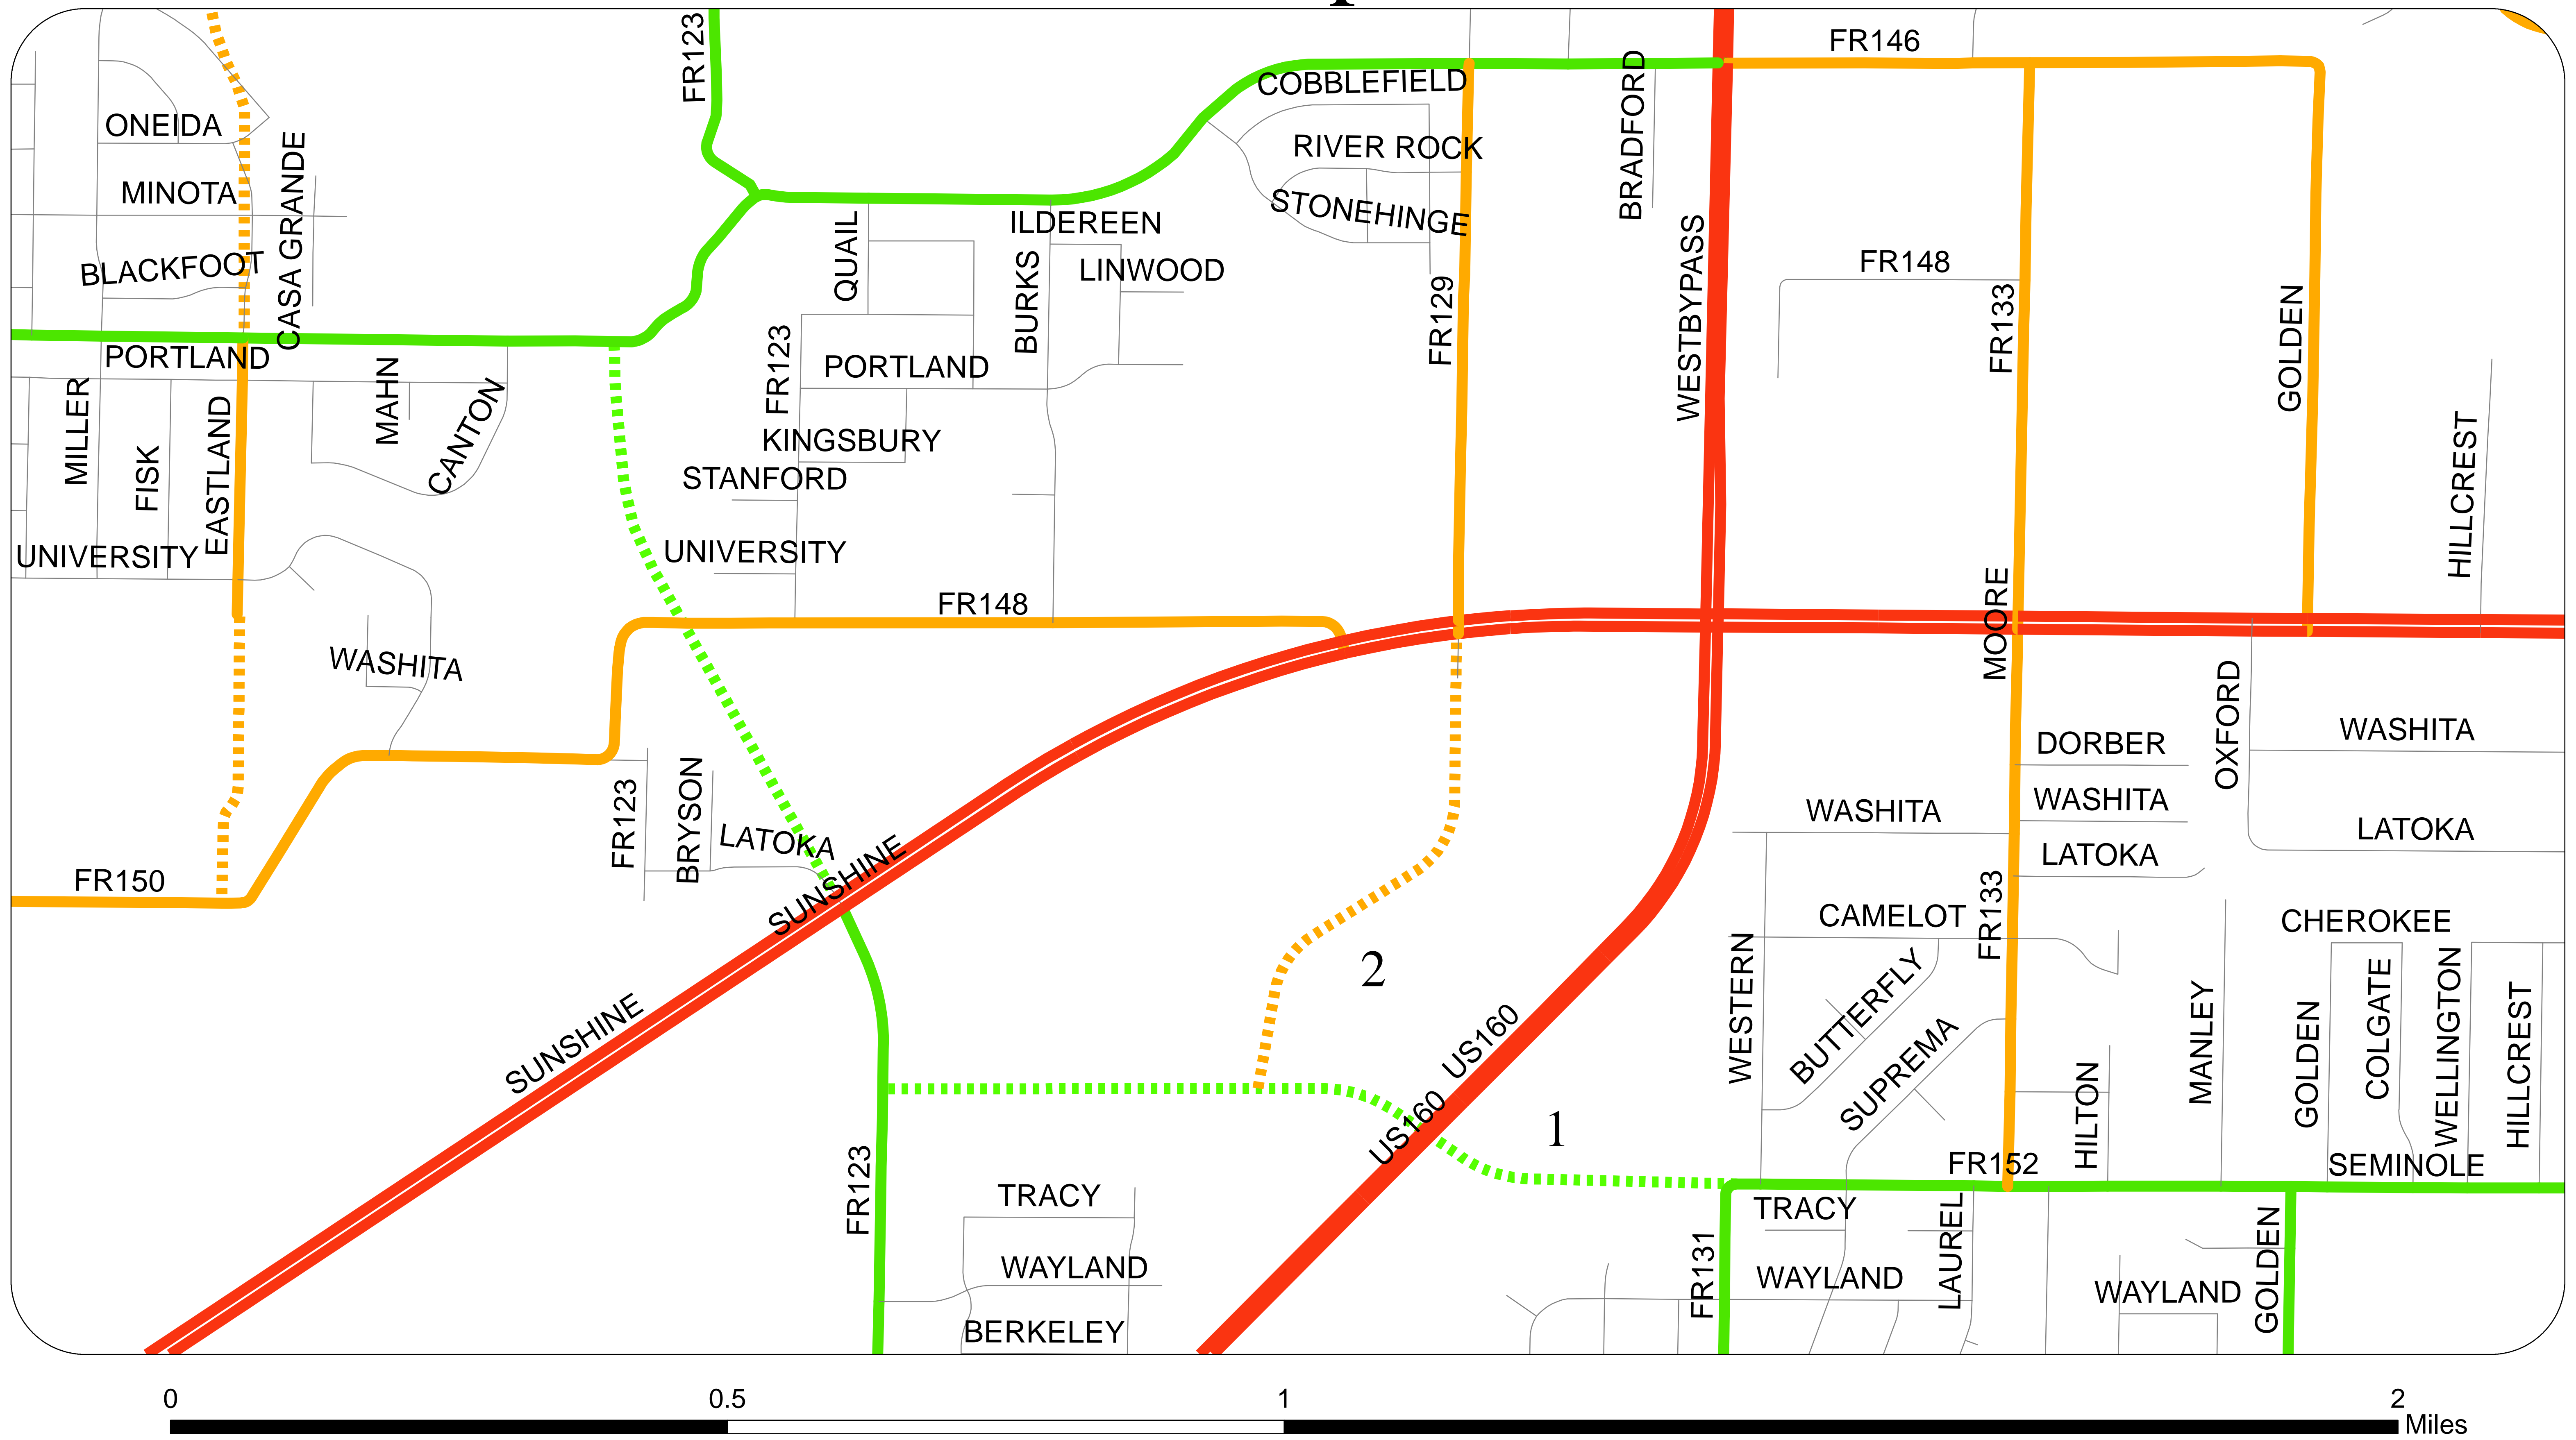 FR123
FR146
COBBLEFIELD
BRADFORD
ONEIDA
RIVER ROCK
CASA GRANDE
MINOTA
STONEHINGE
QUAIL
ILDEREEN
BLACKFOOT
BURKS
LINWOOD
WESTBYPASS
FR148
FR129
FR133
GOLDEN
PORTLAND
FR123
PORTLAND
MILLER
FISK
EASTLAND
MAHN
CANTON
KINGSBURY
STANFORD
HILLCREST
UNIVERSITY
UNIVERSITY
FR148
MOORE
WASHITA
OXFORD
WASHITA
DORBER
FR123
BRYSON
LATOKA
WASHITA
WASHITA
LATOKA
LATOKA
SUNSHINE
FR150
FR133
CAMELOT
CHEROKEE
2
WESTERN
BUTTERFLY
SUNSHINE
US160
SUPREMA
MANLEY
GOLDEN
COLGATE
WELLINGTON
HILLCREST
US160
1
HILTON
FR123
FR152
SEMINOLE
TRACY
TRACY
LAUREL
FR131
WAYLAND
WAYLAND
WAYLAND
GOLDEN
BERKELEY
0 0.5 1 2
Miles